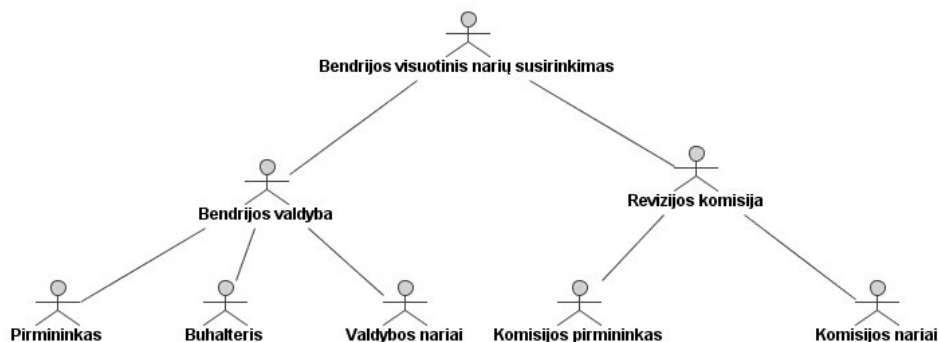 Bendrijos visuotinis narių susirinkimas
Bendrijos valdyba
Revizijos komisija
Pirmininkas
Buhalteris
Valdybos nariai
Komisijos pirmininkas
Komisijos nariai